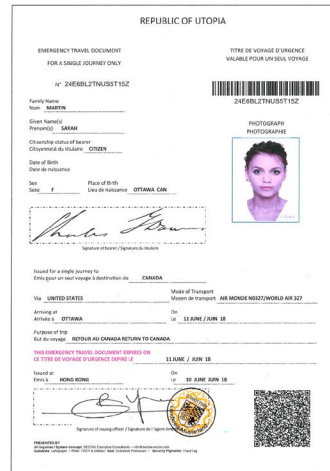 REPUBLIC OF UTOPIA
EMERGENCY TRAVEL DOCUMENT
FOR A SINGLE JOURNEY ONLY
TITRE DE VOYAGE D'URGENCE
VALABLE POUR UN SEUL VOYAGE
N° 24E6BL2TNUS5T15Z
24E6BL2TNUS5T15Z
Family Name
Nom MARTIN
Given Name(s)
Prénom(s) SARAH
PHOTOGRAPH
PHOTOGRAPHIE
Citizenship status of bearer
Citoyenneté du titulaire CITIZEN
Date of Birth
Date de naissance
Sex Place of Birth
Sexe F Lieu de naissance OTTAWA CAN
Signature of bearer / Signature du titulaire
Issued for a single journey to
Émis pour un seul voyage à destination de CANADA
Mode of Transport
Via UNITED STATES Moyen de transport AIR MONDE N0327/WORLD AIR 327
Arriving at On
Arrivée à OTTAWA Le 11 JUNE / JUIN 18
Purpose of trip
But du voyage RETOUR AU CANADA RETURN TO CANADA
THIS EMERGENCY TRAVEL DOCUMENT EXPIRES ON
CE TITRE DE VOYAGE D'URGENCE EXPIRE LE 11 JUNE / JUIN 18
Issued at On
Émis à HONG KONG Le 10 JUNE JUIN 18
Signature of issuing officer / Signature de l'agent
PRESENTED BY